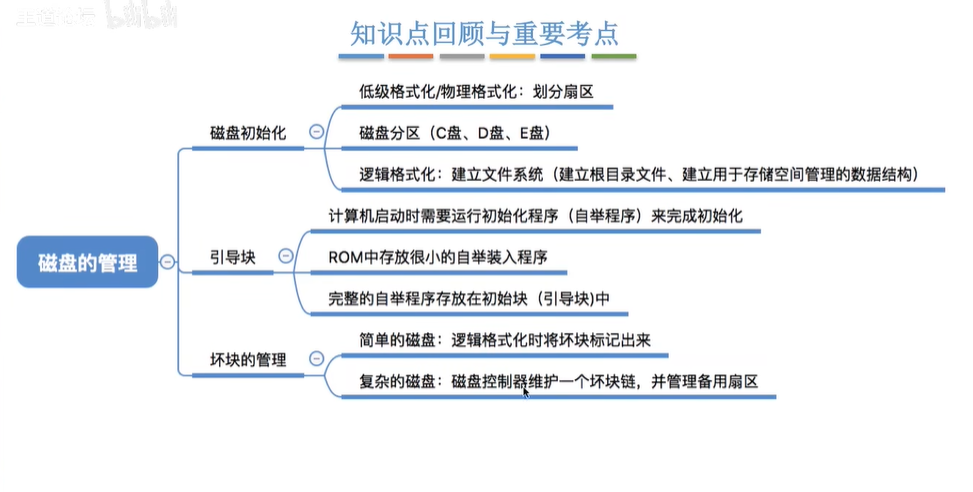 bilibili
知识点回顾与重要考点
磁盘的管理
磁盘初始化
低级格式化/物理格式化：划分扇区
磁盘分区（C盘、D盘、E盘）
逻辑格式化：建立文件系统（建立根目录文件、建立用于存储空间管理的数据结构）
引导块
计算机启动时需要运行初始化程序（自举程序）来完成初始化
ROM中存放很小的自举装入程序
完整的自举程序存放在初始块（引导块)中
坏块的管理
简单的磁盘：逻辑格式化时将坏块标记出来
复杂的磁盘：磁盘控制器维护一个坏块链，并管理备用扇区